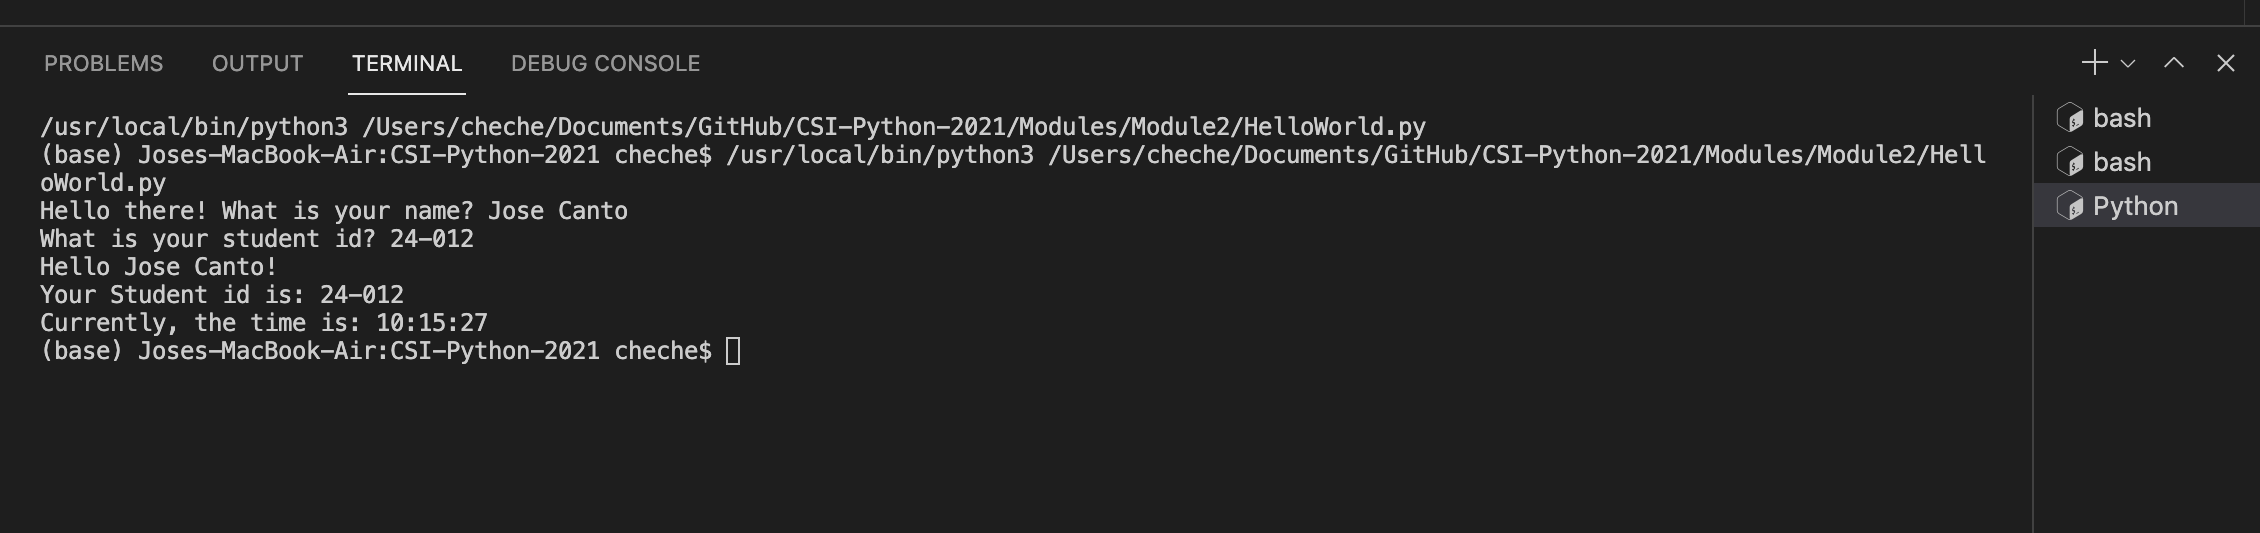 PROBLEMS OUTPUT TERMINAL DEBUG CONSOLE
/usr/local/bin/python3 /Users/cheche/Documents/GitHub/CSI-Python-2021/Modules/Module2/HelloWorld.py
(base) Joses-MacBook-Air:CSI-Python-2021 cheche$ /usr/local/bin/python3 /Users/cheche/Documents/GitHub/CSI-Python-2021/Modules/Module2/Hell
oWorld.py
Hello there! What is your name? Jose Canto
What is your student id? 24-012
Hello Jose Canto!
Your Student id is: 24-012
Currently, the time is: 10:15:27
(base) Joses-MacBook-Air:CSI-Python-2021 cheche$
bash
bash
Python